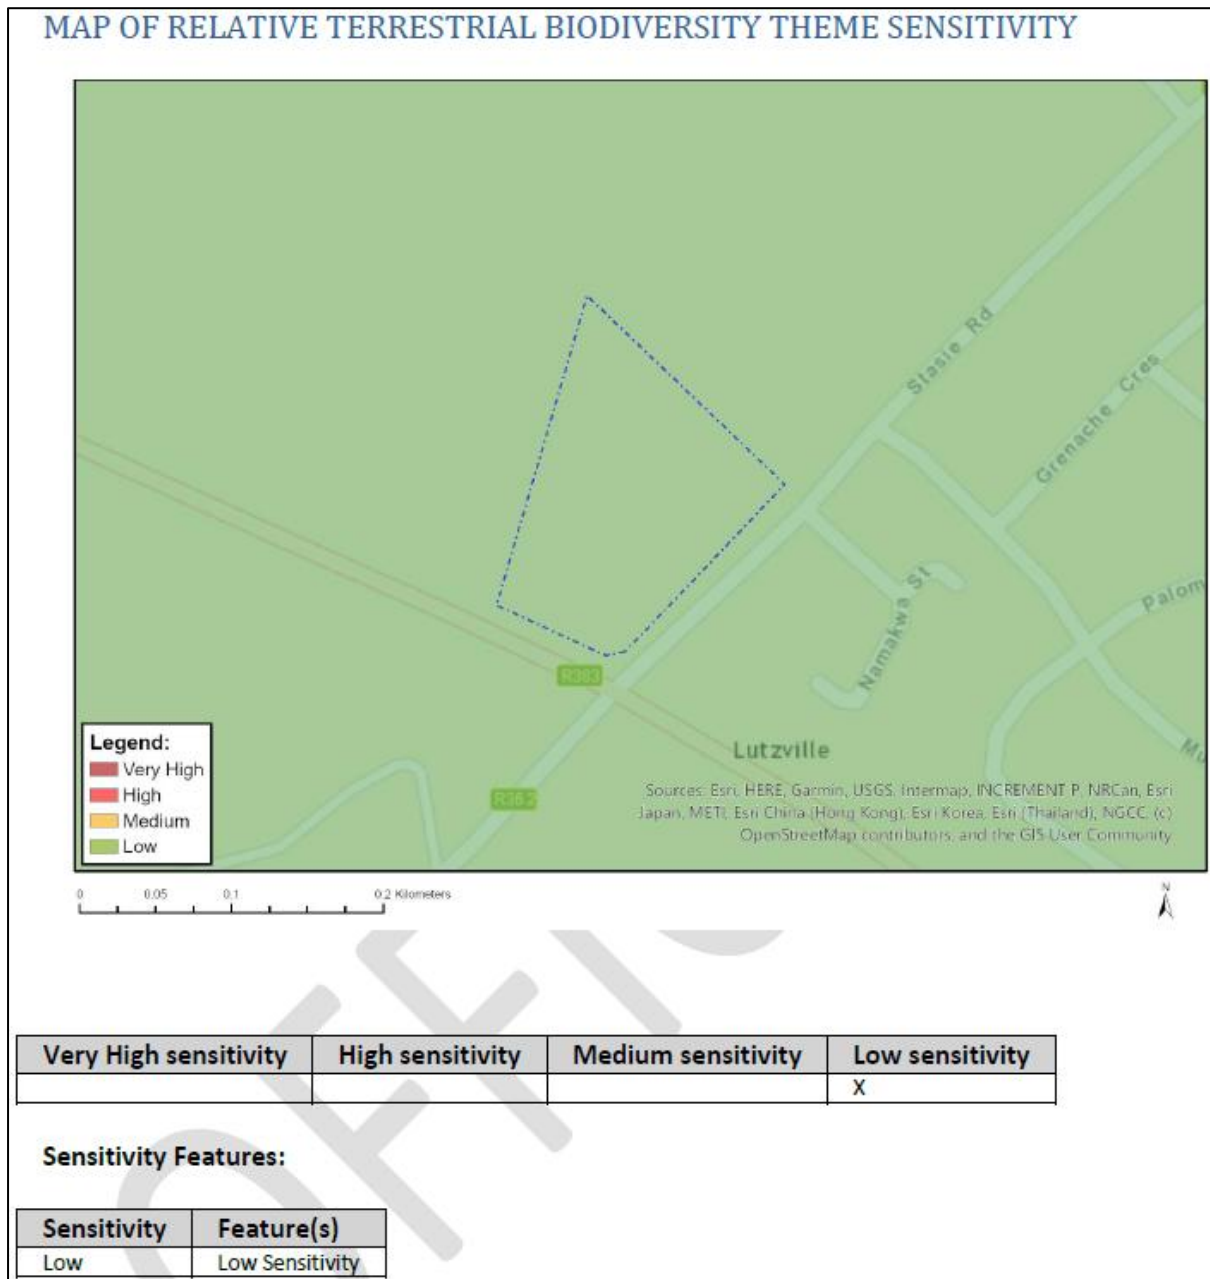 MAP OF RELATIVE TERRESTRIAL BIODIVERSITY THEME SENSITIVITY
Stasie Rd
Grenache Cres
Namakwa St
Palom
Mu
R363
Lutzville
Legend:
Very High
High
Medium
Low
Sources: Esri, HERE, Garmin, USGS, Intermap, INCREMENT P, NRCan, Esri
Japan, METI, Esri China (Hong Kong), Esri Korea, Esri (Thailand), NGCC, (c)
OpenStreetMap contributors, and the GIS User Community
0 0.05 0.1 0.2 Kilometers
N
Very High sensitivity High sensitivity Medium sensitivity Low sensitivity
X
Sensitivity Features:
Sensitivity Feature(s)
Low Low Sensitivity